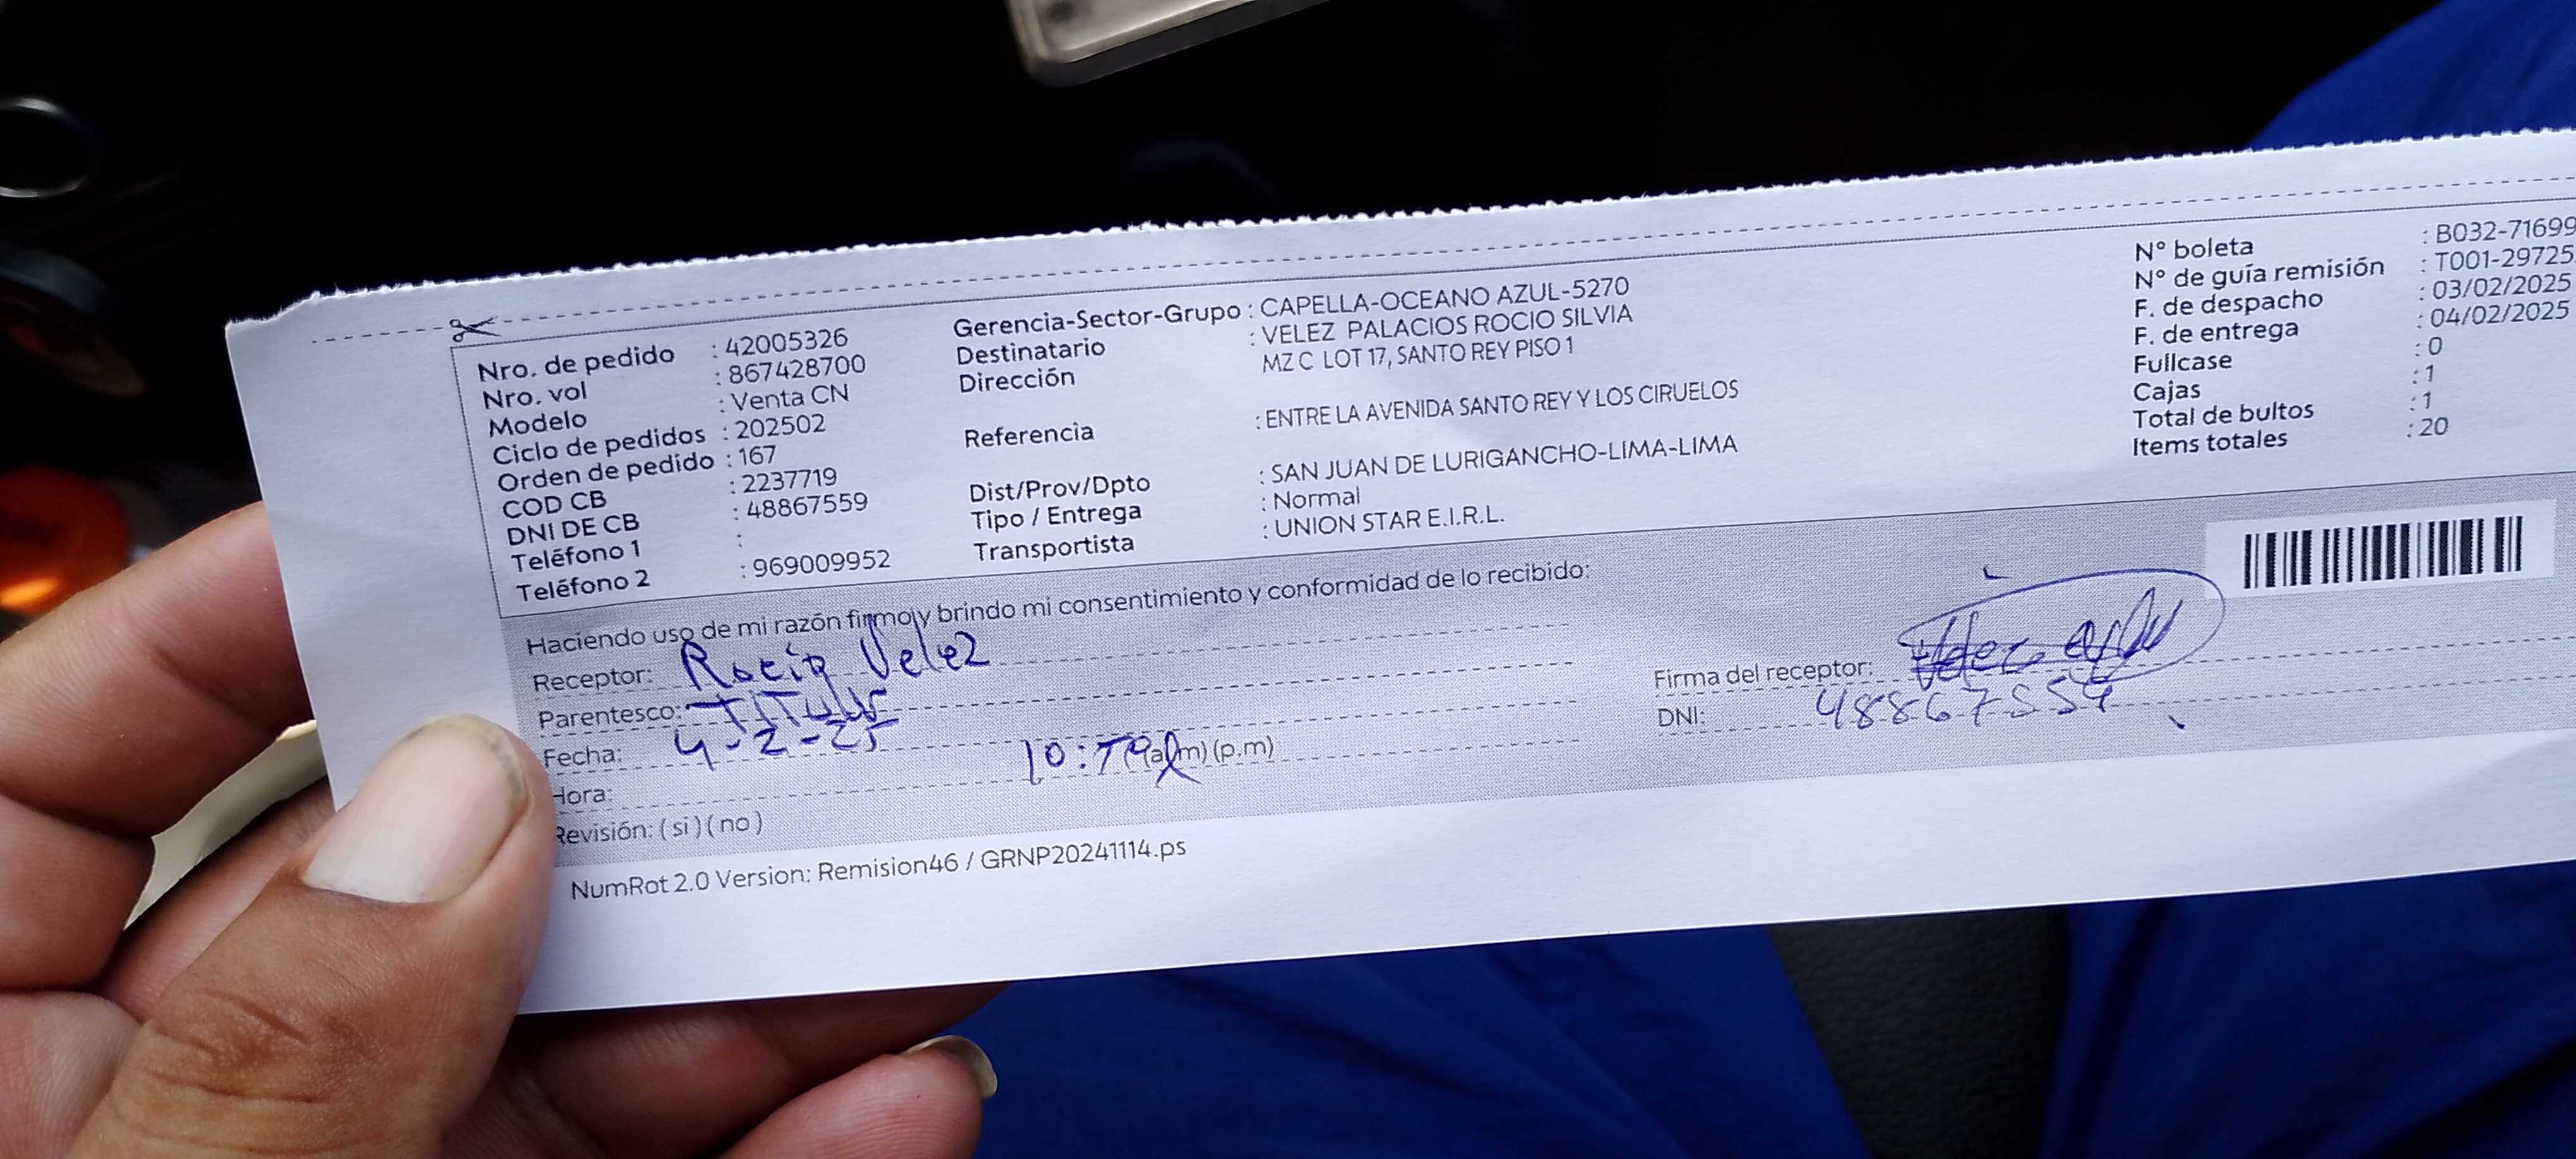 Nro. de pedido : 42005326
Nro. vol : 867428700
Modelo : Venta CN
Ciclo de pedidos : 202502
Orden de pedido : 167
COD CB : 2237719
DNI DE CB : 48867559
Teléfono 1 :
Teléfono 2 : 969009952
Gerencia-Sector-Grupo : CAPELLA-OCEANO AZUL-5270
Destinatario : VELEZ PALACIOS ROCIO SILVIA
Dirección MZ C LOT 17, SANTO REY PISO 1
Referencia : ENTRE LA AVENIDA SANTO REY Y LOS CIRUELOS
Dist/Prov/Dpto : SAN JUAN DE LURIGANCHO-LIMA-LIMA
Tipo / Entrega : Normal
Transportista : UNION STAR E.I.R.L.
N° boleta : B032-71699
N° de guía remisión : T001-29725
F. de despacho : 03/02/2025
F. de entrega : 04/02/2025
Fullcase : 0
Cajas : 1
Total de bultos : 1
Items totales : 20
Haciendo uso de mi razón firmo y brindo mi consentimiento y conformidad de lo recibido:
Receptor: Rocio Velez
Parentesco: Titular
Fecha: 4-2-25
Hora: (a.m) (p.m)
Revisión: ( si ) ( no )
Firma del receptor:
DNI: 48867559
NumRot 2.0 Version: Remision46 / GRNP20241114.ps